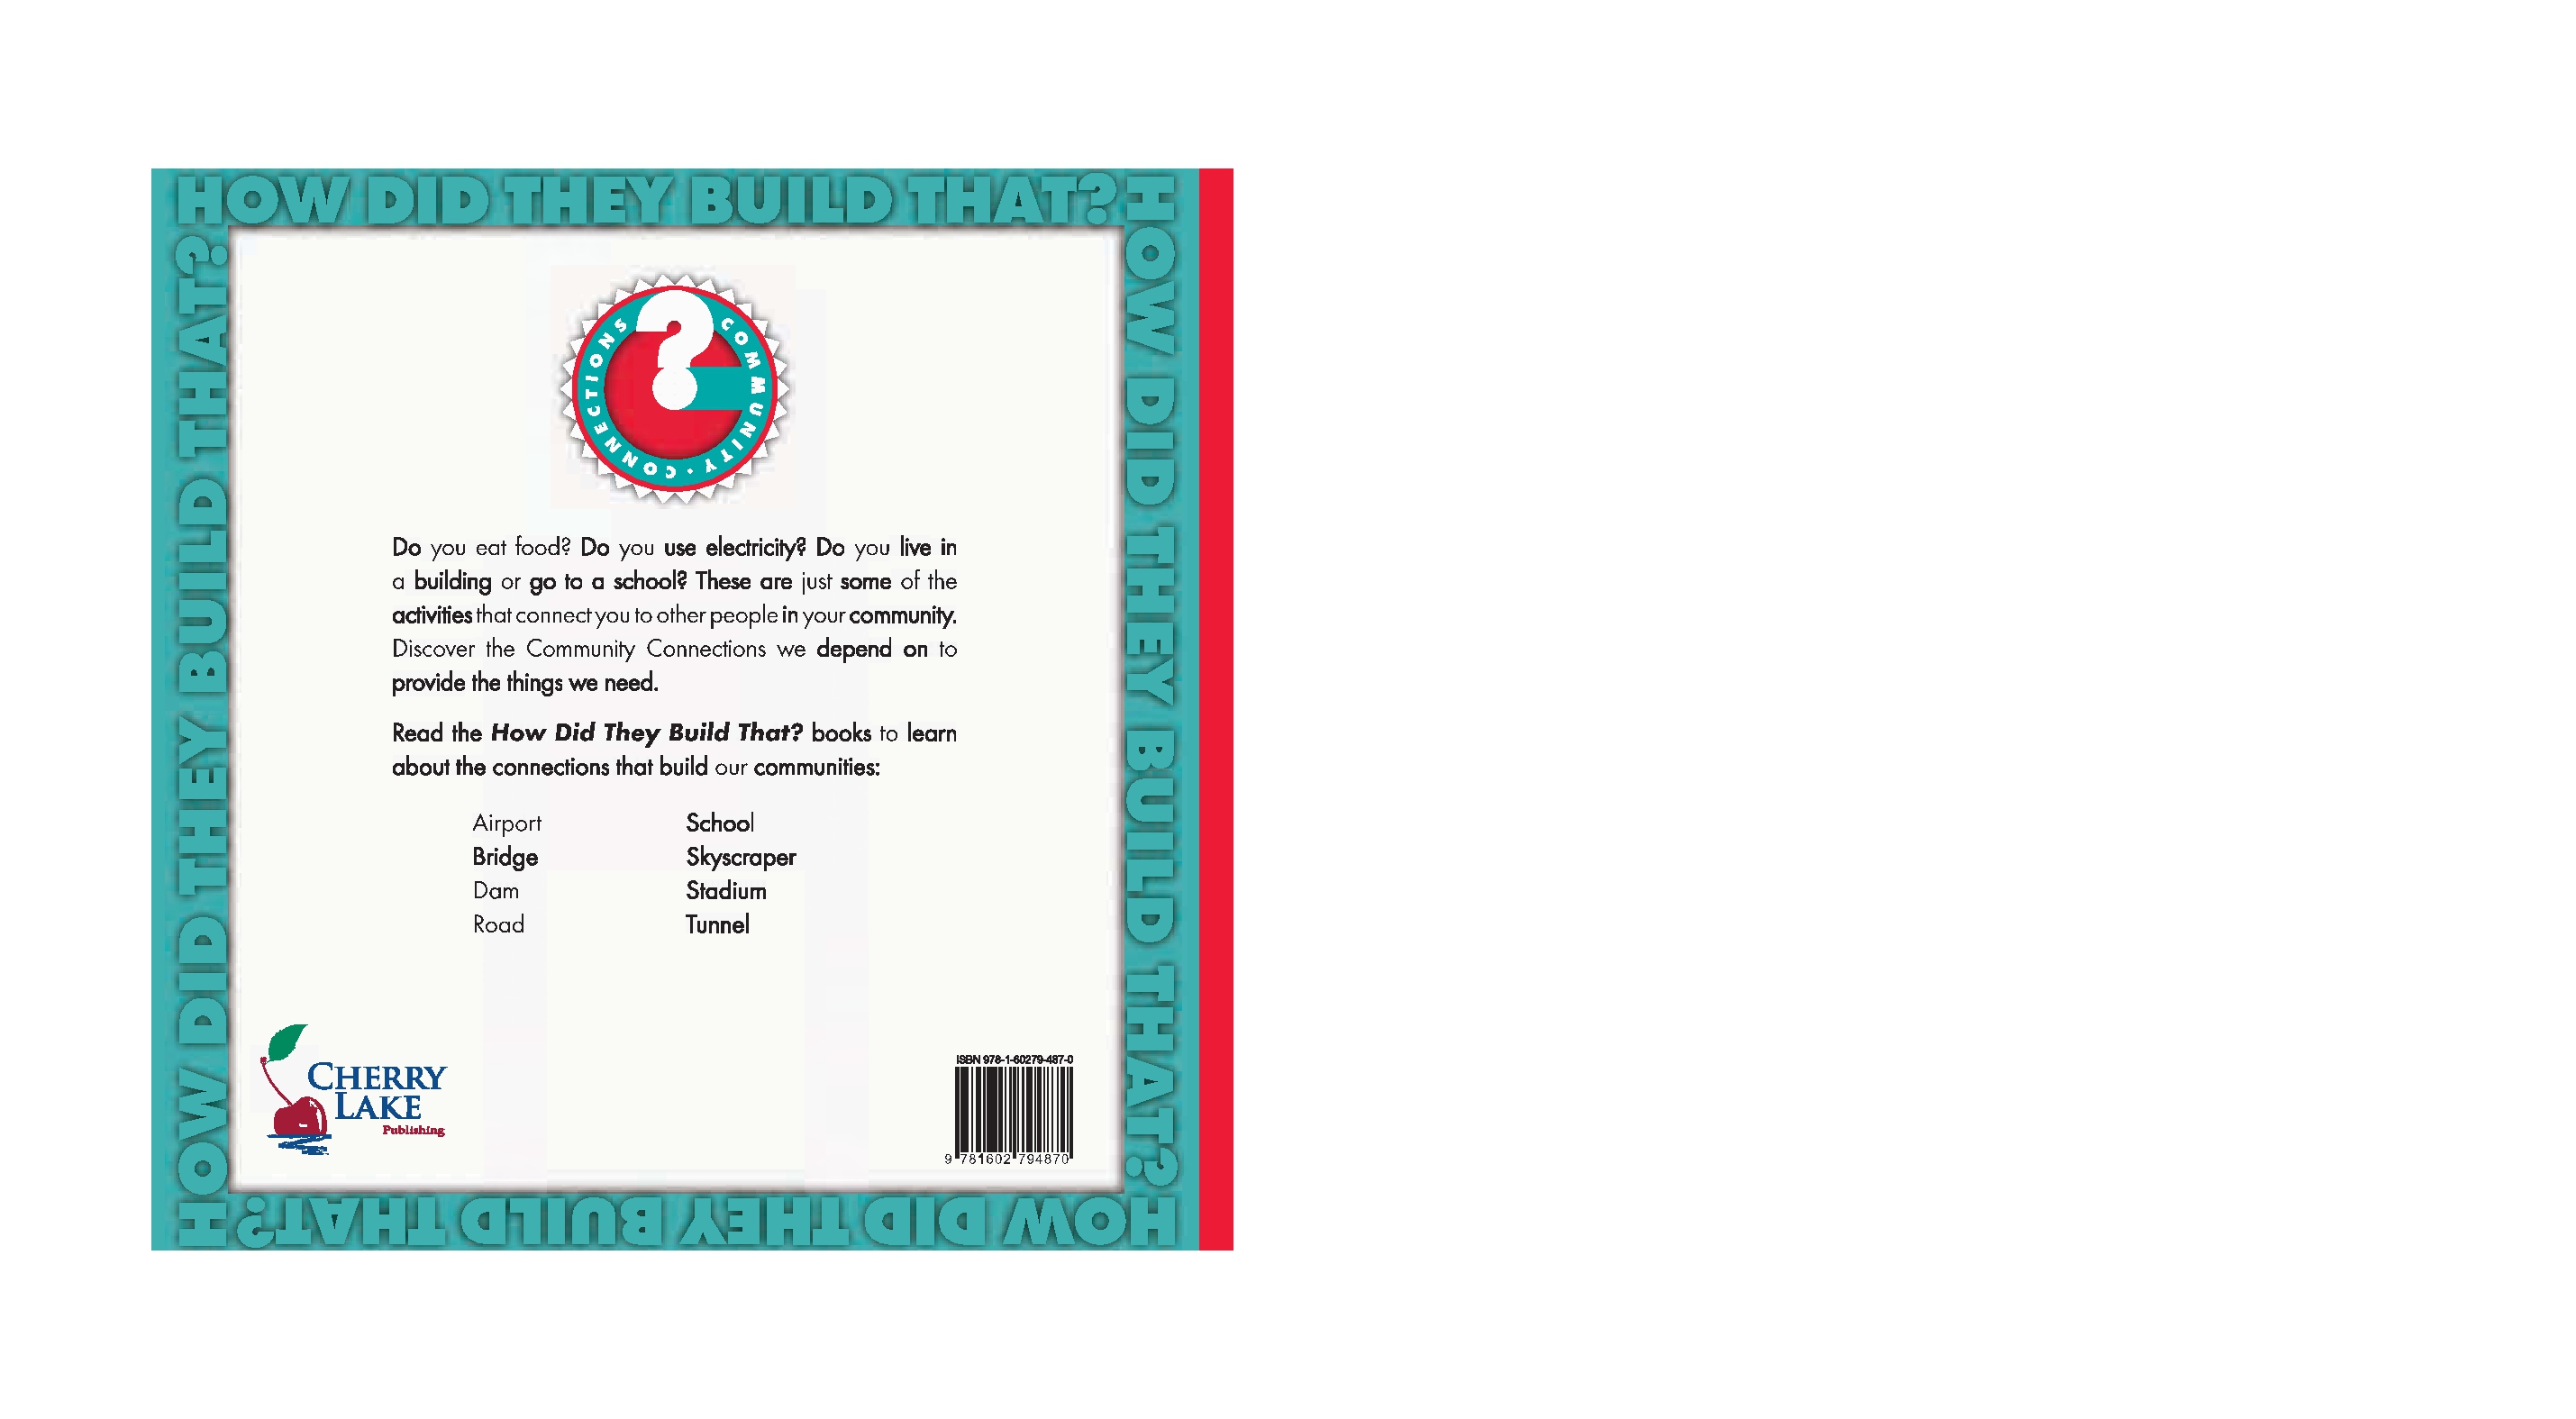 HOW DID THEY BUILD THAT?
HOW DID THEY BUILD THAT?
HOW DID THEY BUILD THAT?
HOW DID THEY BUILD THAT?
COMMUNITY · CONNECTIONS
Do you eat food? Do you use electricity? Do you live in
a building or go to a school? These are just some of the
activities that connect you to other people in your community.
Discover the Community Connections we depend on to
provide the things we need.
Read the How Did They Build That? books to learn
about the connections that build our communities:
Airport
Bridge
Dam
Road
School
Skyscraper
Stadium
Tunnel
CHERRY
LAKE
Publishing
ISBN 978-1-60279-487-0
9 781602 794870